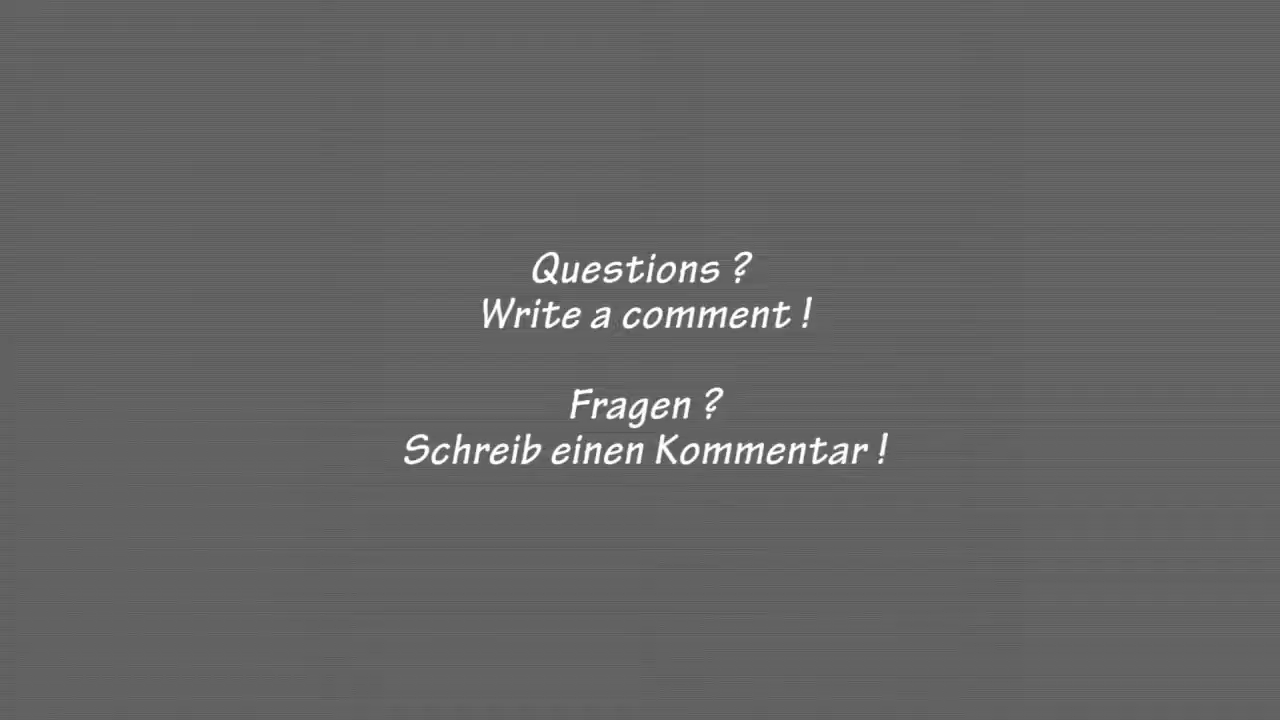 Questions ?
Write a comment !
Fragen ?
Schreib einen Kommentar !